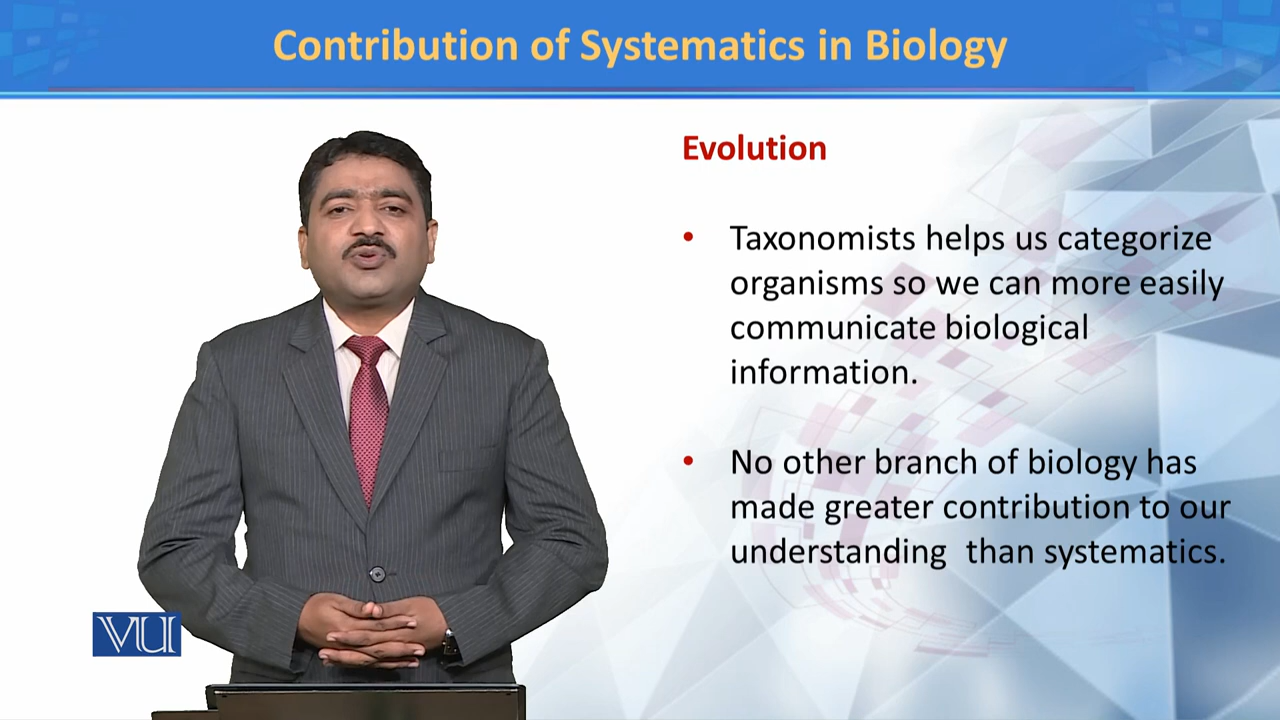 Contribution of Systematics in Biology
Evolution
• Taxonomists helps us categorize
organisms so we can more easily
communicate biological
information.
• No other branch of biology has
made greater contribution to our
understanding than systematics.
VU